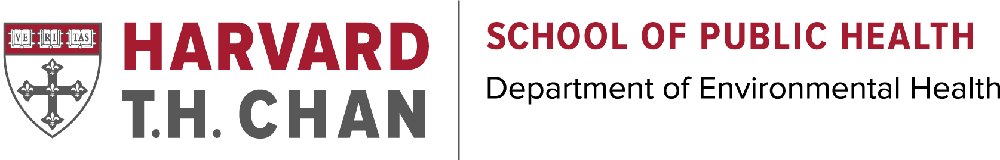 VE RI TAS
HARVARD
T.H. CHAN
SCHOOL OF PUBLIC HEALTH
Department of Environmental Health